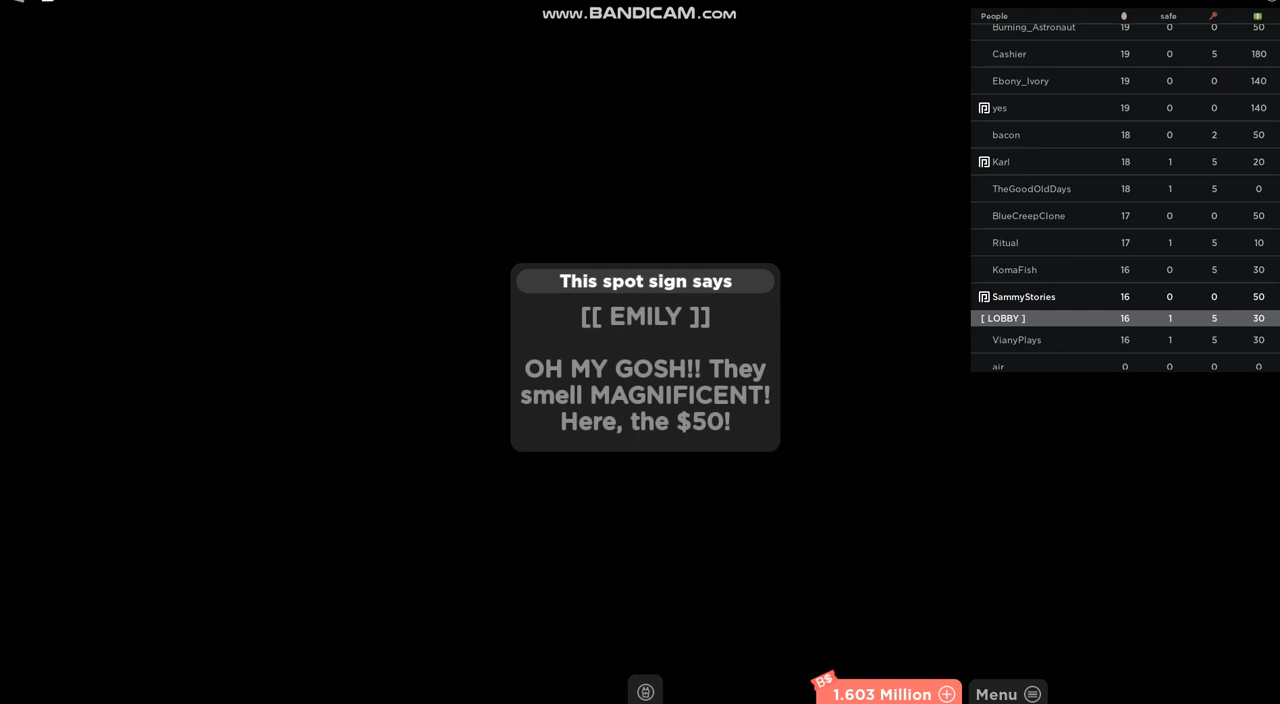 www.BANDICAM.com
People safe
Burning_Astronaut 19 0 0 50
Cashier 19 0 5 180
Ebony_Ivory 19 0 0 140
yes 19 0 0 140
bacon 18 0 2 50
Karl 18 1 5 20
TheGoodOldDays 18 1 5 0
BlueCreepClone 17 0 0 50
Ritual 17 1 5 10
KomaFish 16 0 5 30
SammyStories 16 0 0 50
[ LOBBY ] 16 1 5 30
VianyPlays 16 1 5 30
air 0 0 0 0
This spot sign says
[[ EMILY ]]
OH MY GOSH!! They
smell MAGNIFICENT!
Here, the $50!
B$
1.603 Million
Menu